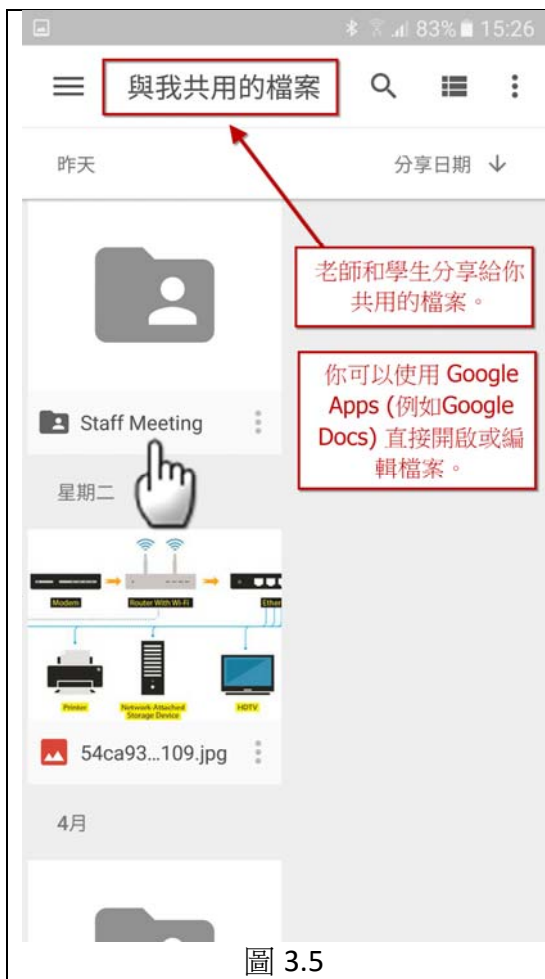 83% 15:26
與我共用的檔案
昨天
分享日期
老師和學生分享給你
共用的檔案。
Staff Meeting
你可以使用 Google
Apps (例如Google
Docs) 直接開啟或編
輯檔案。
星期二
Modem
Router With Wi-Fi
Ether
Printer
Network-Attached
Storage Device
HDTV
54ca93...109.jpg
4月
圖 3.5